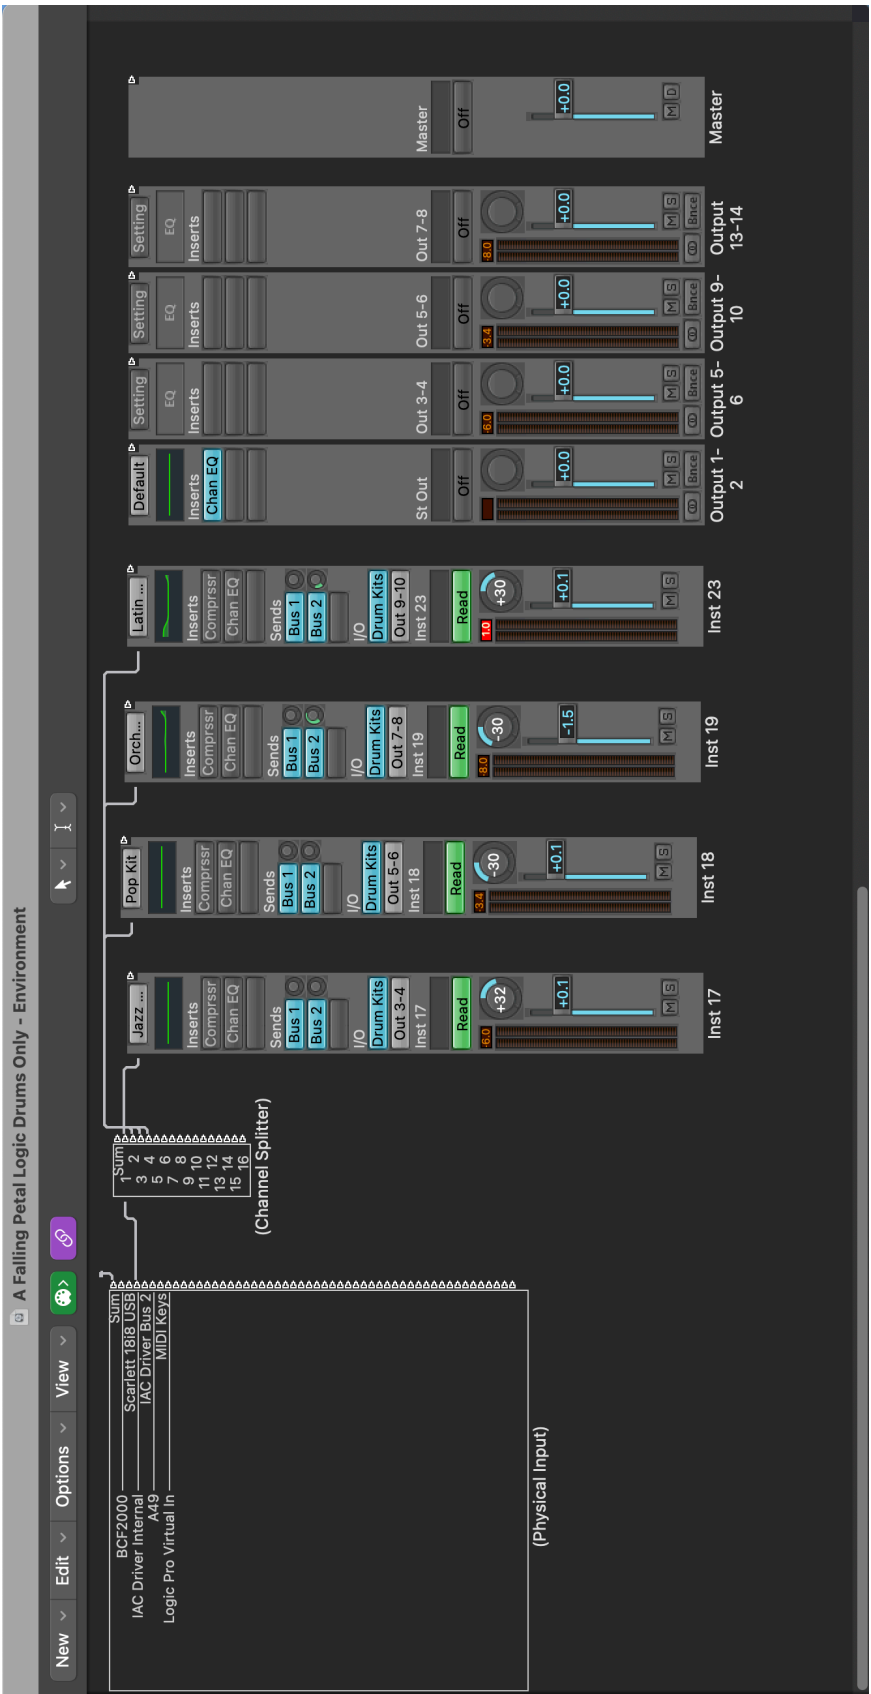 A Falling Petal Logic Drums Only - Environment
New
Edit
Options
View
Sum
BCF2000
Scarlett 18i8 USB
IAC Driver Internal
IAC Driver Bus 2
A49
MIDI Keys
Logic Pro Virtual In
(Physical Input)
Sum
1
2
3
4
5
6
7
8
9
10
11
12
13
14
15
16
(Channel Splitter)
Jazz ...
Inserts
Comprssr
Chan EQ
Sends
Bus 1
Bus 2
I/O
Drum Kits
Out 3-4
Inst 17
Read
+32
-6.0
+0.1
M S
Inst 17
Pop Kit
Inserts
Comprssr
Chan EQ
Sends
Bus 1
Bus 2
I/O
Drum Kits
Out 5-6
Inst 18
Read
-30
-3.4
+0.1
M S
Inst 18
Orch...
Inserts
Comprssr
Chan EQ
Sends
Bus 1
Bus 2
I/O
Drum Kits
Out 7-8
Inst 19
Read
-30
-8.0
-1.5
M S
Inst 19
Latin ...
Inserts
Comprssr
Chan EQ
Sends
Bus 1
Bus 2
I/O
Drum Kits
Out 9-10
Inst 23
Read
+30
1.0
+0.1
M S
Inst 23
Default
Inserts
Chan EQ
St Out
Off
+0.0
M S
Bnce
Output 1-
2
Setting
EQ
Inserts
Out 3-4
Off
-6.0
+0.0
M S
Bnce
Output 5-
6
Setting
EQ
Inserts
Out 5-6
Off
-3.4
+0.0
M S
Bnce
Output 9-
10
Setting
EQ
Inserts
Out 7-8
Off
-8.0
+0.0
M S
Bnce
Output
13-14
Master
Off
+0.0
M D
Master